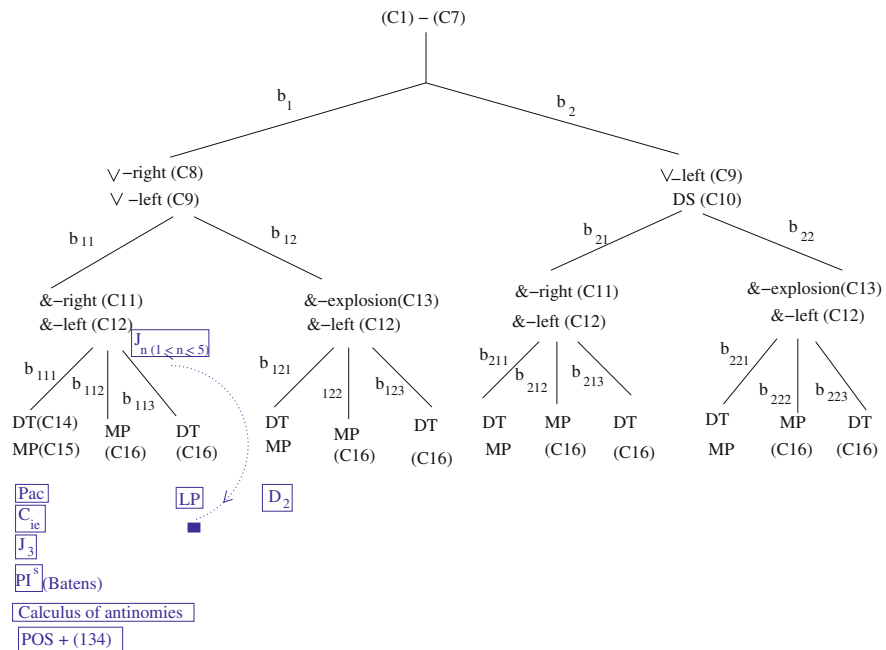 (C1) – (C7)
b1
b2
∨−right (C8)
∨−left (C9)
∨−left (C9)
DS (C10)
b11
b12
b21
b22
&−right (C11)
&−left (C12)
&−explosion(C13)
&−left (C12)
&−right (C11)
&−left (C12)
&−explosion(C13)
&−left (C12)
Jn (1 < n < 5)
b111
b112
b113
b121
122
b123
b211
b212
b213
b221
b222
b223
DT(C14)
MP(C15)
MP
(C16)
DT
(C16)
DT
MP
MP
(C16)
DT
(C16)
DT
MP
MP
(C16)
DT
(C16)
DT
MP
MP
(C16)
DT
(C16)
Pac
LP
D2
Cie
J3
PIs (Batens)
Calculus of antinomies
POS + (134)